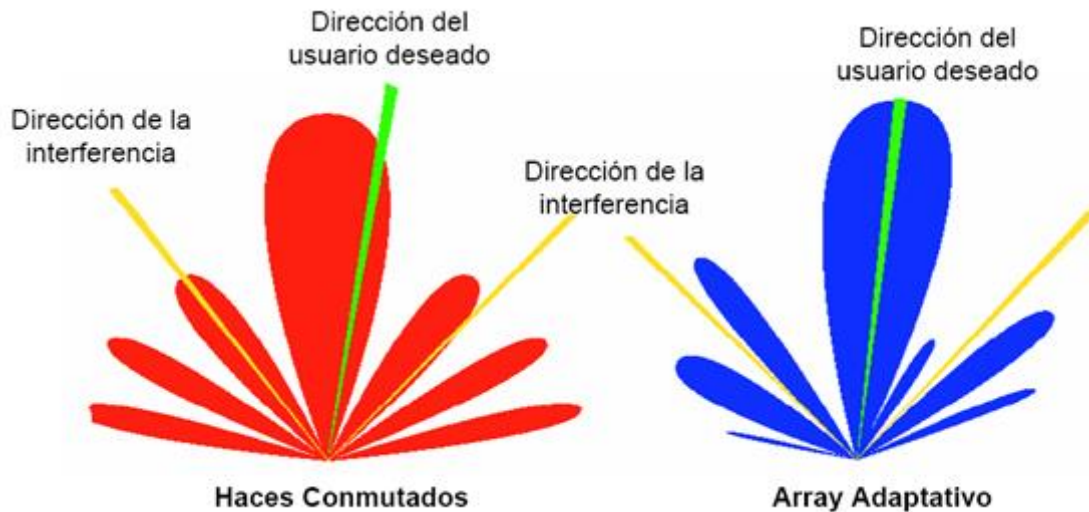 Dirección del
usuario deseado
Dirección de la
interferencia
Dirección de la
interferencia
Dirección del
usuario deseado
Haces Conmutados
Array Adaptativo